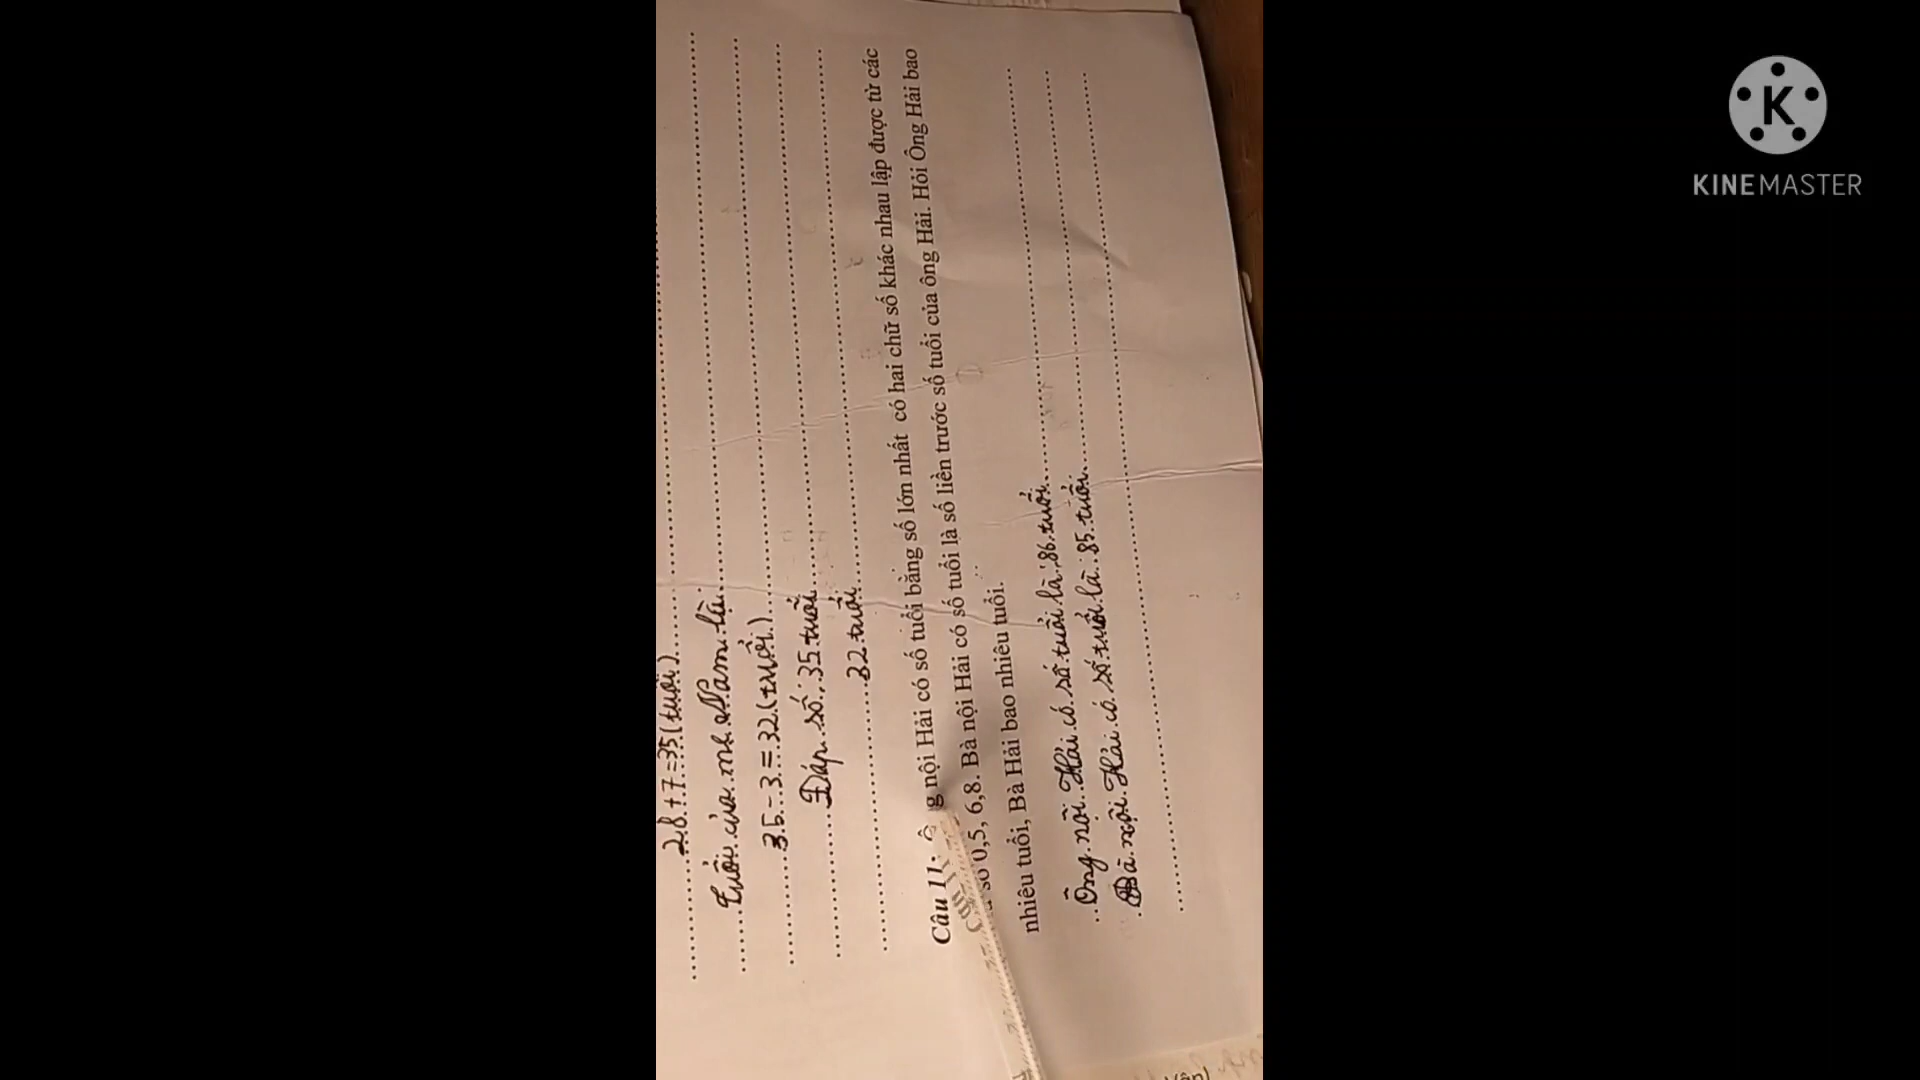 28+7=35(tuổi)
Tuổi của mẹ Nam là
35-3=32(tuổi)
Đáp số: 35 tuổi
32 tuổi
Câu 11: nội Hải có số tuổi bằng số lớn nhất có hai chữ số khác nhau lập được từ các
số 0,5, 6,8. Bà nội Hải có số tuổi là số liền trước số tuổi của ông Hải. Hỏi Ông Hải bao
nhiêu tuổi, Bà Hải bao nhiêu tuổi.
Ông nội Hải có số tuổi là 86 tuổi
Bà nội Hải có số tuổi là 85 tuổi
K
KINEMASTER